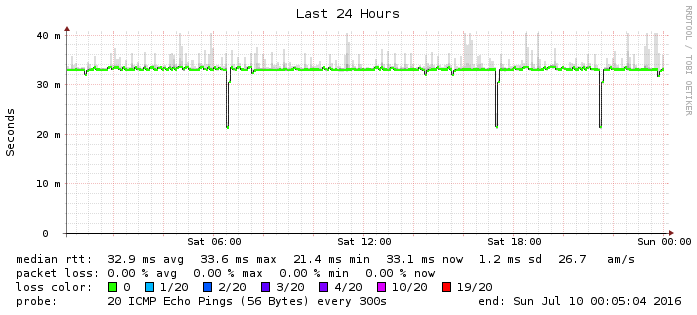 Last 24 Hours
RRDTOOL / TOBI OETIKER
Seconds
40 m
30 m
20 m
10 m
0
Sat 06:00 Sat 12:00 Sat 18:00 Sun 00:00
median rtt: 32.9 ms avg 33.6 ms max 21.4 ms min 33.1 ms now 1.2 ms sd 26.7 am/s
packet loss: 0.00 % avg 0.00 % max 0.00 % min 0.00 % now
loss color: 0 1/20 2/20 3/20 4/20 10/20 19/20
probe: 20 ICMP Echo Pings (56 Bytes) every 300s end: Sun Jul 10 00:05:04 2016